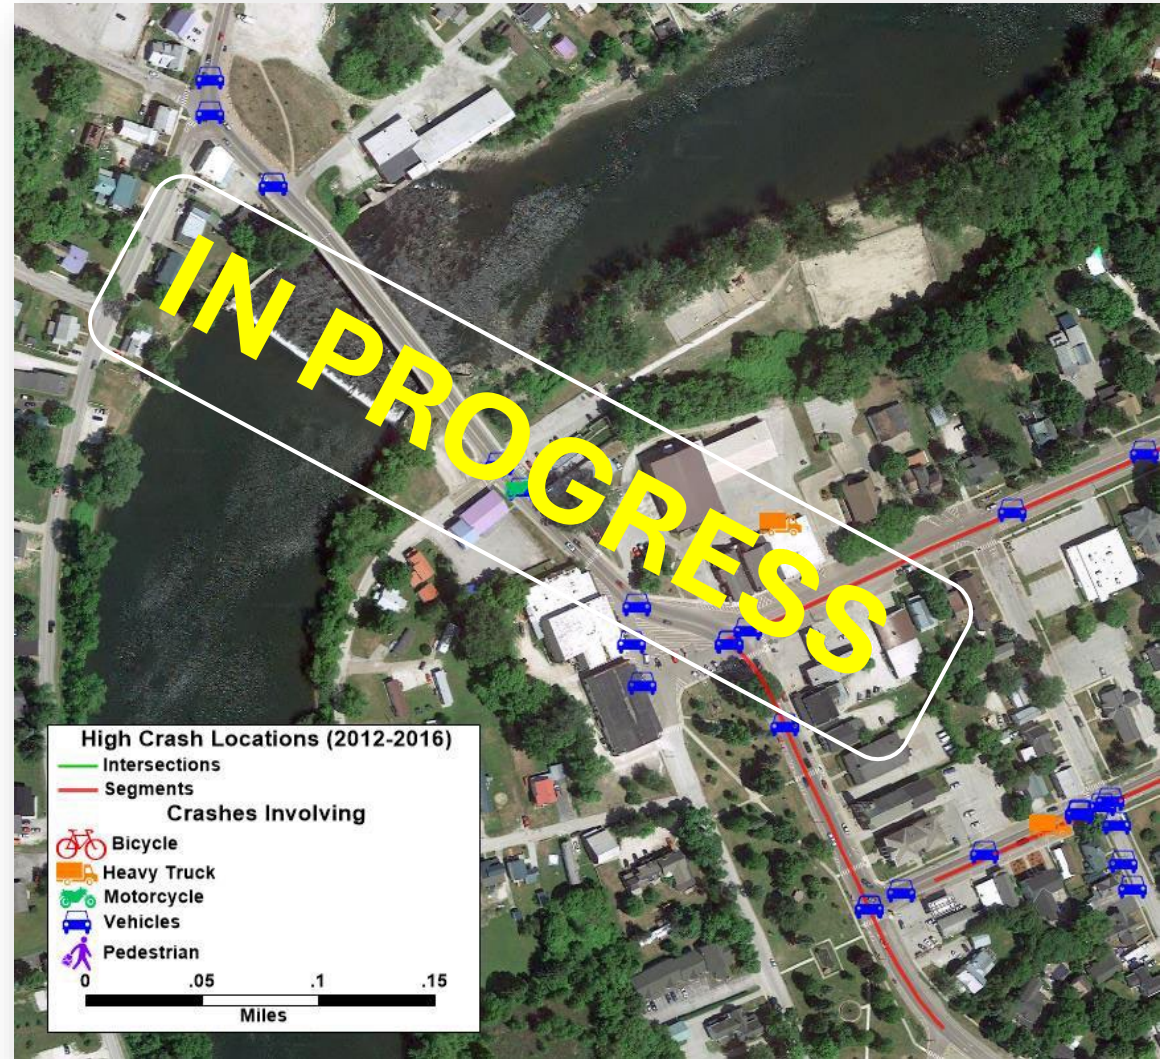 IN PROGRESS
High Crash Locations (2012-2016)
Intersections
Segments
Crashes Involving
Bicycle
Heavy Truck
Motorcycle
Vehicles
Pedestrian
0 .05 .1 .15
Miles